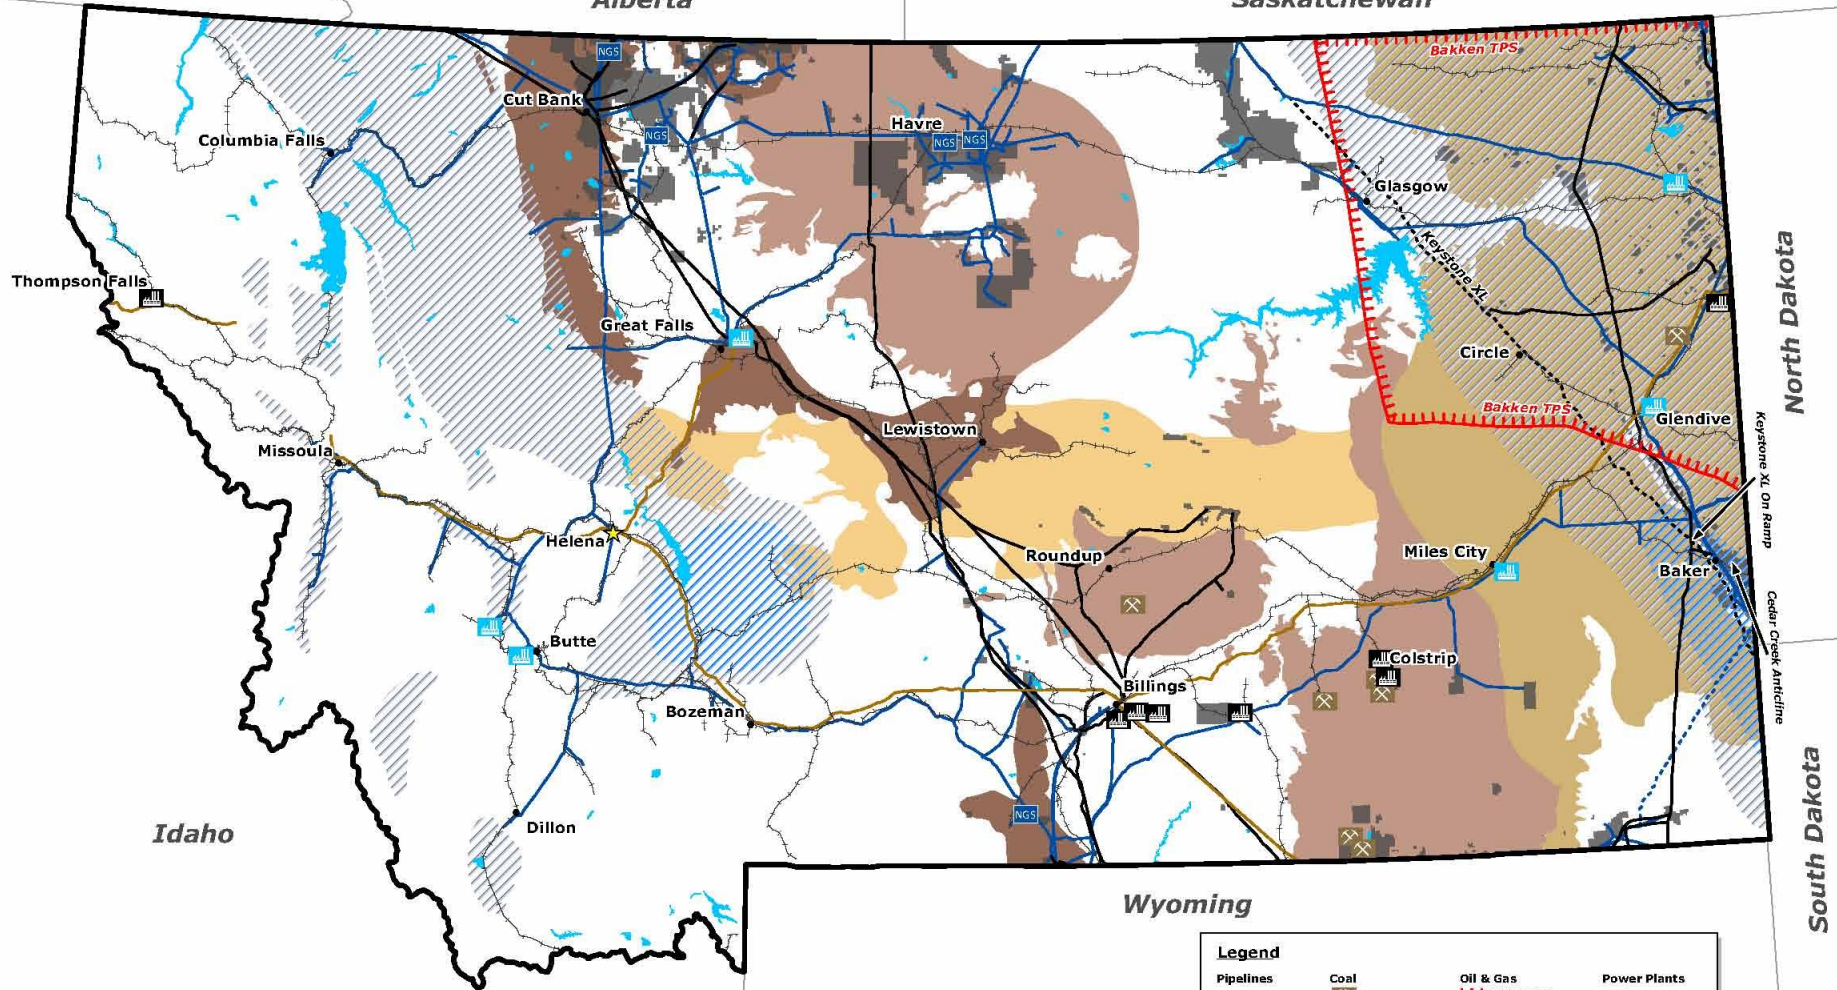 Alberta
Saskatchewan
NGS
Bakken TPS
Cut Bank
Havre
NGS
NGS
NGS
Columbia Falls
Glasgow
Keystone XL
Thompson Falls
Great Falls
Circle
North Dakota
Bakken TPS
Glendive
Lewistown
Missoula
Keystone XL On Ramp
Helena
Roundup
Miles City
Baker
Cedar Creek Anticline
Butte
Colstrip
Billings
Bozeman
NGS
Idaho
Dillon
South Dakota
Wyoming
Legend
Pipelines Coal Oil & Gas Power Plants